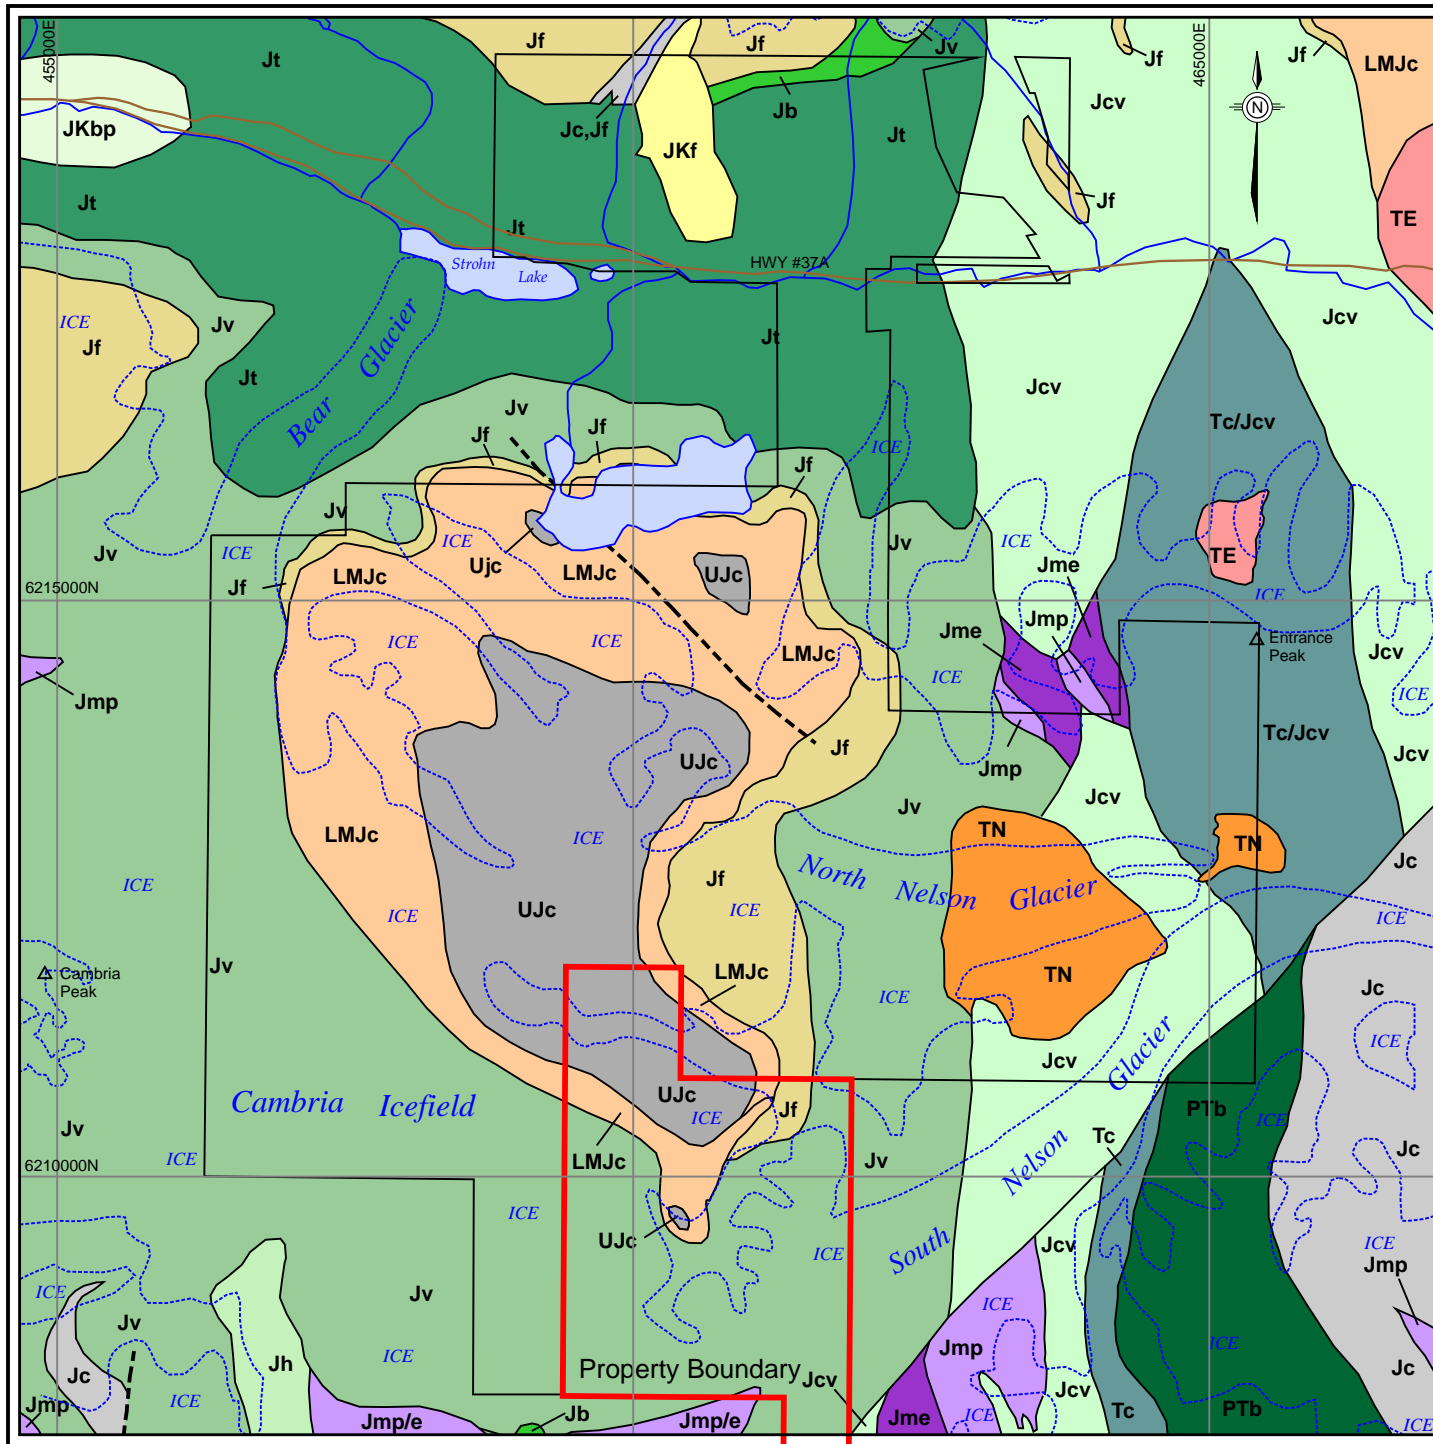 455000E
465000E
Jf
Jf
Jv
Jf
Jf
LMJc
Jt
Jb
Jcv
N
JKbp
Jc,Jf
JKf
Jt
Jt
Jt
Jf
TE
Strohn
Lake
HWY #37A
ICE
Jf
Jv
Jt
Jt
Jcv
Jcv
Bear Glacier
Jv
Jf
Jf
Jf
ICE
Tc/Jcv
Jv
Jv
ICE
ICE
Ujc
LMJc
LMJc
UJc
Jv
ICE
Jme
TE
ICE
6215000N
Jf
ICE
ICE
LMJc
Jme
Jmp
Entrance
Peak
Jcv
Jmp
ICE
ICE
Tc/Jcv
Jf
UJc
Jmp
Jcv
Jcv
Jv
LMJc
ICE
TN
TN
Jc
North Nelson Glacier
ICE
Jf
ICE
UJc
ICE
ICE
Cambria
Peak
Jv
LMJc
TN
ICE
Jc
ICE
Jcv
Cambria Icefield
UJc
ICE
Jf
PTb
ICE
Jv
ICE
LMJc
Jv
Tc
Jc
6210000N
South Nelson Glacier
ICE
UJc
ICE
Jcv
ICE
Jmp
ICE
Jv
Jv
ICE
Jh
ICE
Jmp
ICE
Property Boundary
Jc
Jcv
Jcv
Jc
Jmp
ICE
Jmp/e
Jb
Jmp/e
Jme
ICE
Tc
PTb
ICE